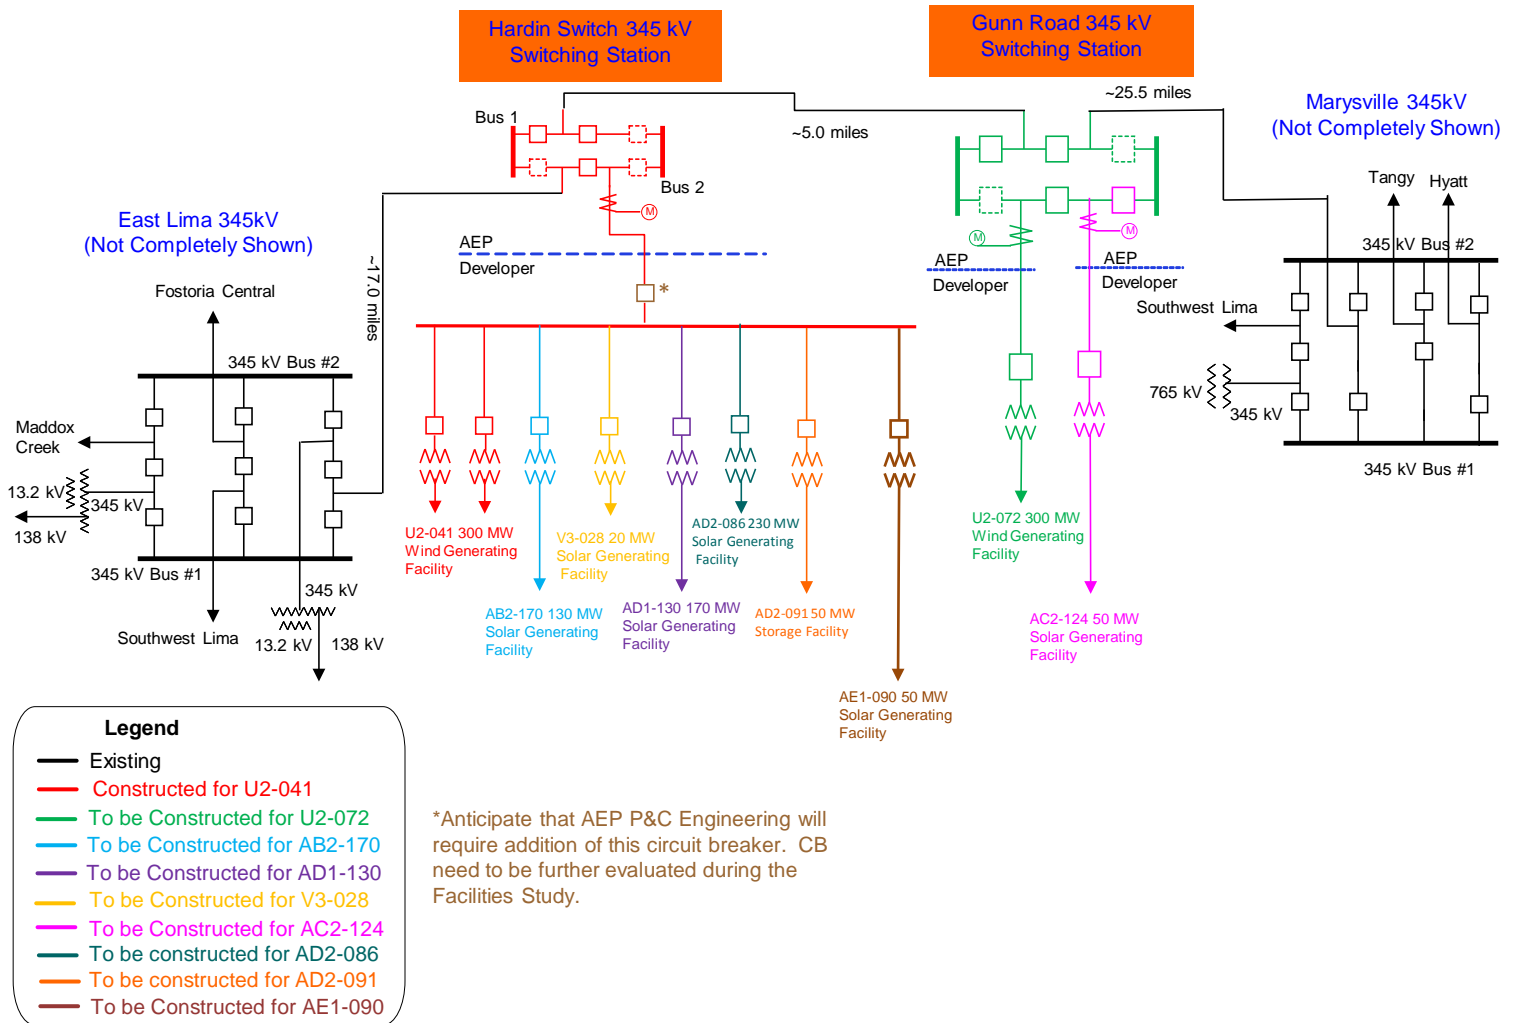 Hardin Switch 345 kV
Switching Station
Gunn Road 345 kV
Switching Station
~25.5 miles
Marysville 345kV
(Not Completely Shown)
Bus 1
~5.0 miles
Bus 2
Tangy
Hyatt
M
East Lima 345kV
(Not Completely Shown)
AEP
Developer
*
M
M
AEP
Developer
AEP
Developer
345 kV Bus #2
~17.0 miles
Fostoria Central
Southwest Lima
345 kV Bus #2
765 kV
345 kV
Maddox
Creek
345 kV Bus #1
13.2 kV
345 kV
138 kV
345 kV Bus #1
345 kV
Southwest Lima
13.2 kV
138 kV
U2-041 300 MW
Wind Generating
Facility
V3-028 20 MW
Solar Generating
Facility
AD2-086 230 MW
Solar Generating
Facility
U2-072 300 MW
Wind Generating
Facility
AB2-170 130 MW
Solar Generating
Facility
AD1-130 170 MW
Solar Generating
Facility
AD2-091 50 MW
Storage Facility
AC2-124 50 MW
Solar Generating
Facility
AE1-090 50 MW
Solar Generating
Facility
Legend
Existing
Constructed for U2-041
To be Constructed for U2-072
To be Constructed for AB2-170
To be Constructed for AD1-130
To be Constructed for V3-028
To be Constructed for AC2-124
To be constructed for AD2-086
To be constructed for AD2-091
To be Constructed for AE1-090
*Anticipate that AEP P&C Engineering will
require addition of this circuit breaker. CB
need to be further evaluated during the
Facilities Study.